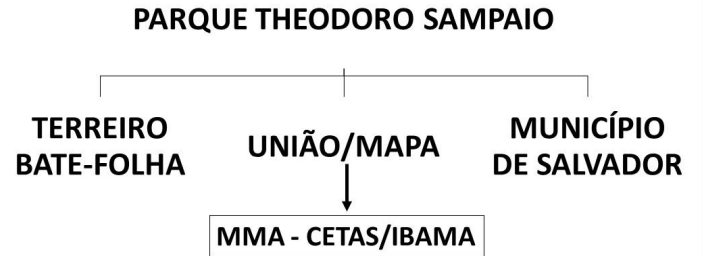 PARQUE THEODORO SAMPAIO
TERREIRO
BATE-FOLHA
UNIÃO/MAPA
MUNICÍPIO
DE SALVADOR
MMA - CETAS/IBAMA